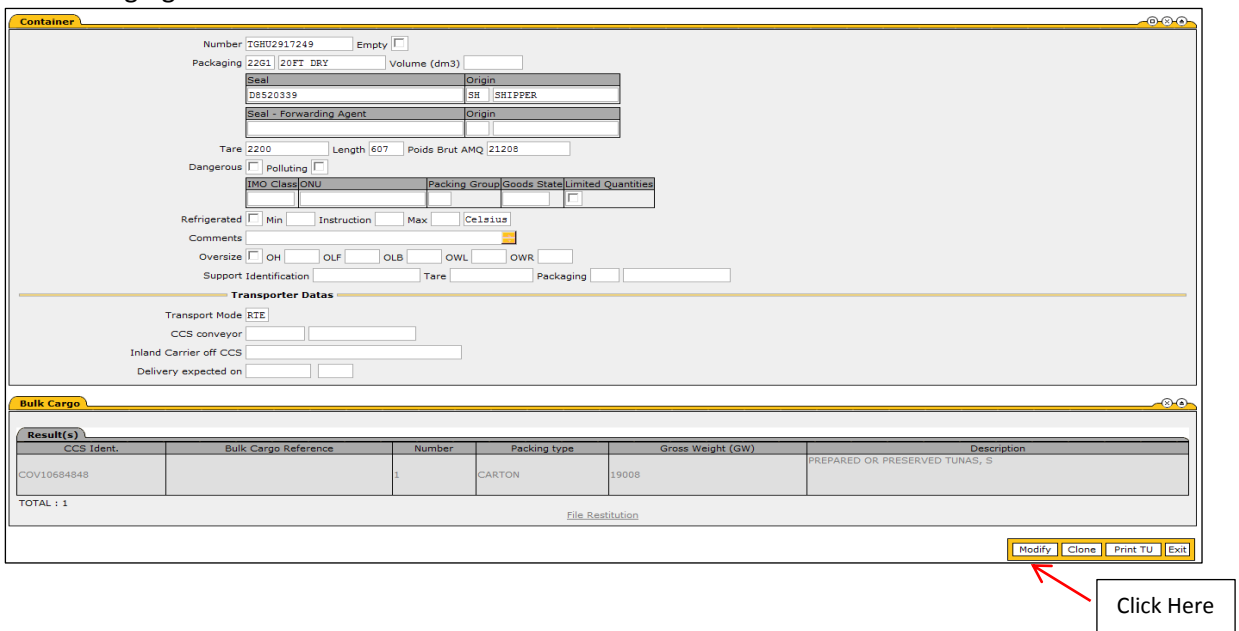 Container
Number TGHU2917249 Empty
Packaging 22G1 20FT DRY Volume (dm3)
Seal Origin
D8520339 SH SHIPPER
Seal - Forwarding Agent Origin
Tare 2200 Length 607 Poids Brut AMQ 21208
Dangerous Polluting
IMO Class ONU Packing Group Goods State Limited Quantities
Refrigerated Min Instruction Max Celsius
Comments
Oversize OH OLF OLB OWL OWR
Support Identification Tare Packaging
Transporter Datas
Transport Mode RTE
CCS conveyor
Inland Carrier off CCS
Delivery expected on
Bulk Cargo
Result(s)
CCS Ident. Bulk Cargo Reference Number Packing type Gross Weight (GW) Description
COV10684848 1 CARTON 19008 PREPARED OR PRESERVED TUNAS, S
TOTAL : 1
File Restitution
Modify Clone Print TU Exit
Click Here